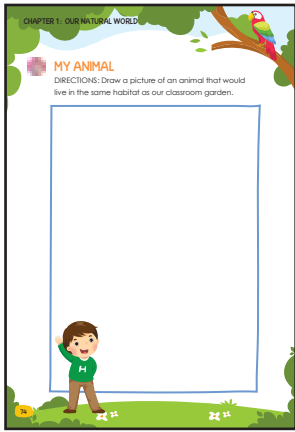 CHAPTER 1: OUR NATURAL WORLD
MY ANIMAL
DIRECTIONS: Draw a picture of an animal that would
live in the same habitat as our classroom garden.
H
74